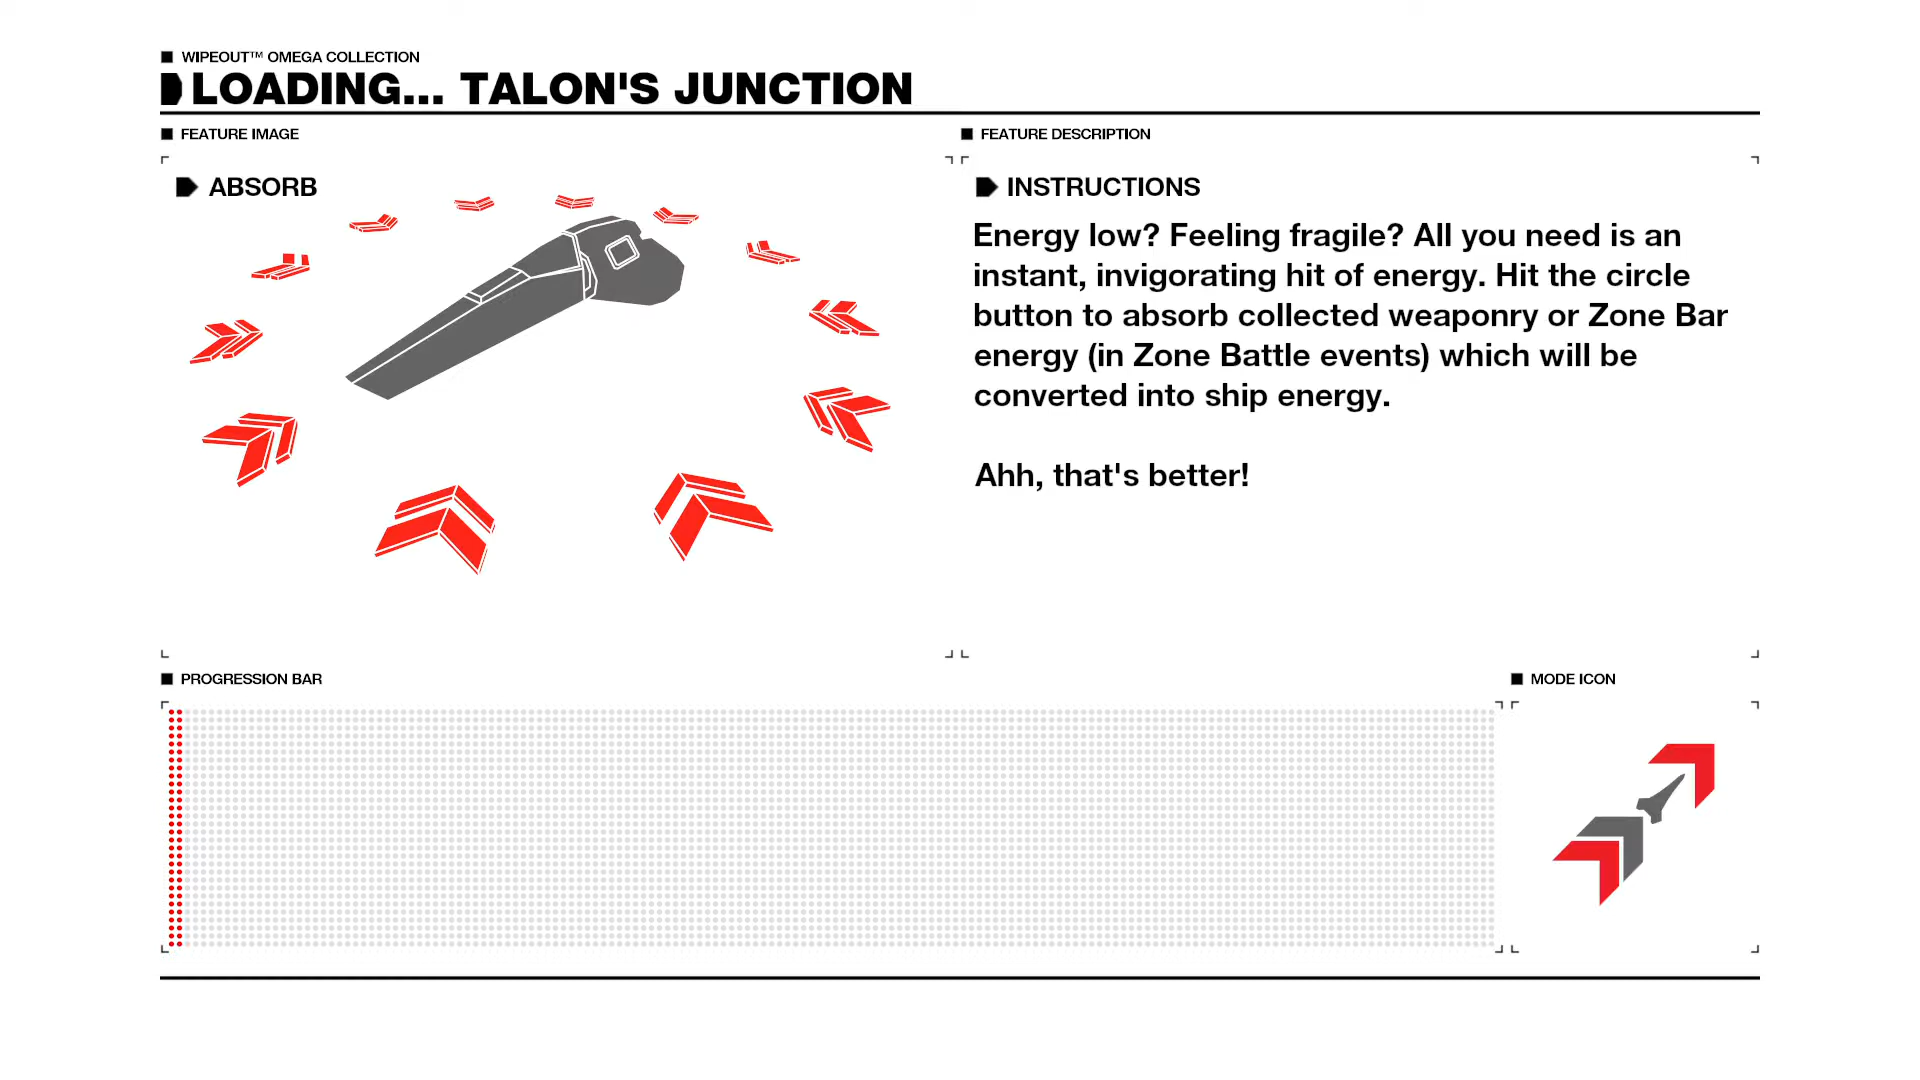 WIPEOUT™ OMEGA COLLECTION
LOADING... TALON'S JUNCTION
FEATURE IMAGE
ABSORB
FEATURE DESCRIPTION
INSTRUCTIONS
Energy low? Feeling fragile? All you need is an
instant, invigorating hit of energy. Hit the circle
button to absorb collected weaponry or Zone Bar
energy (in Zone Battle events) which will be
converted into ship energy.
Ahh, that's better!
PROGRESSION BAR
MODE ICON